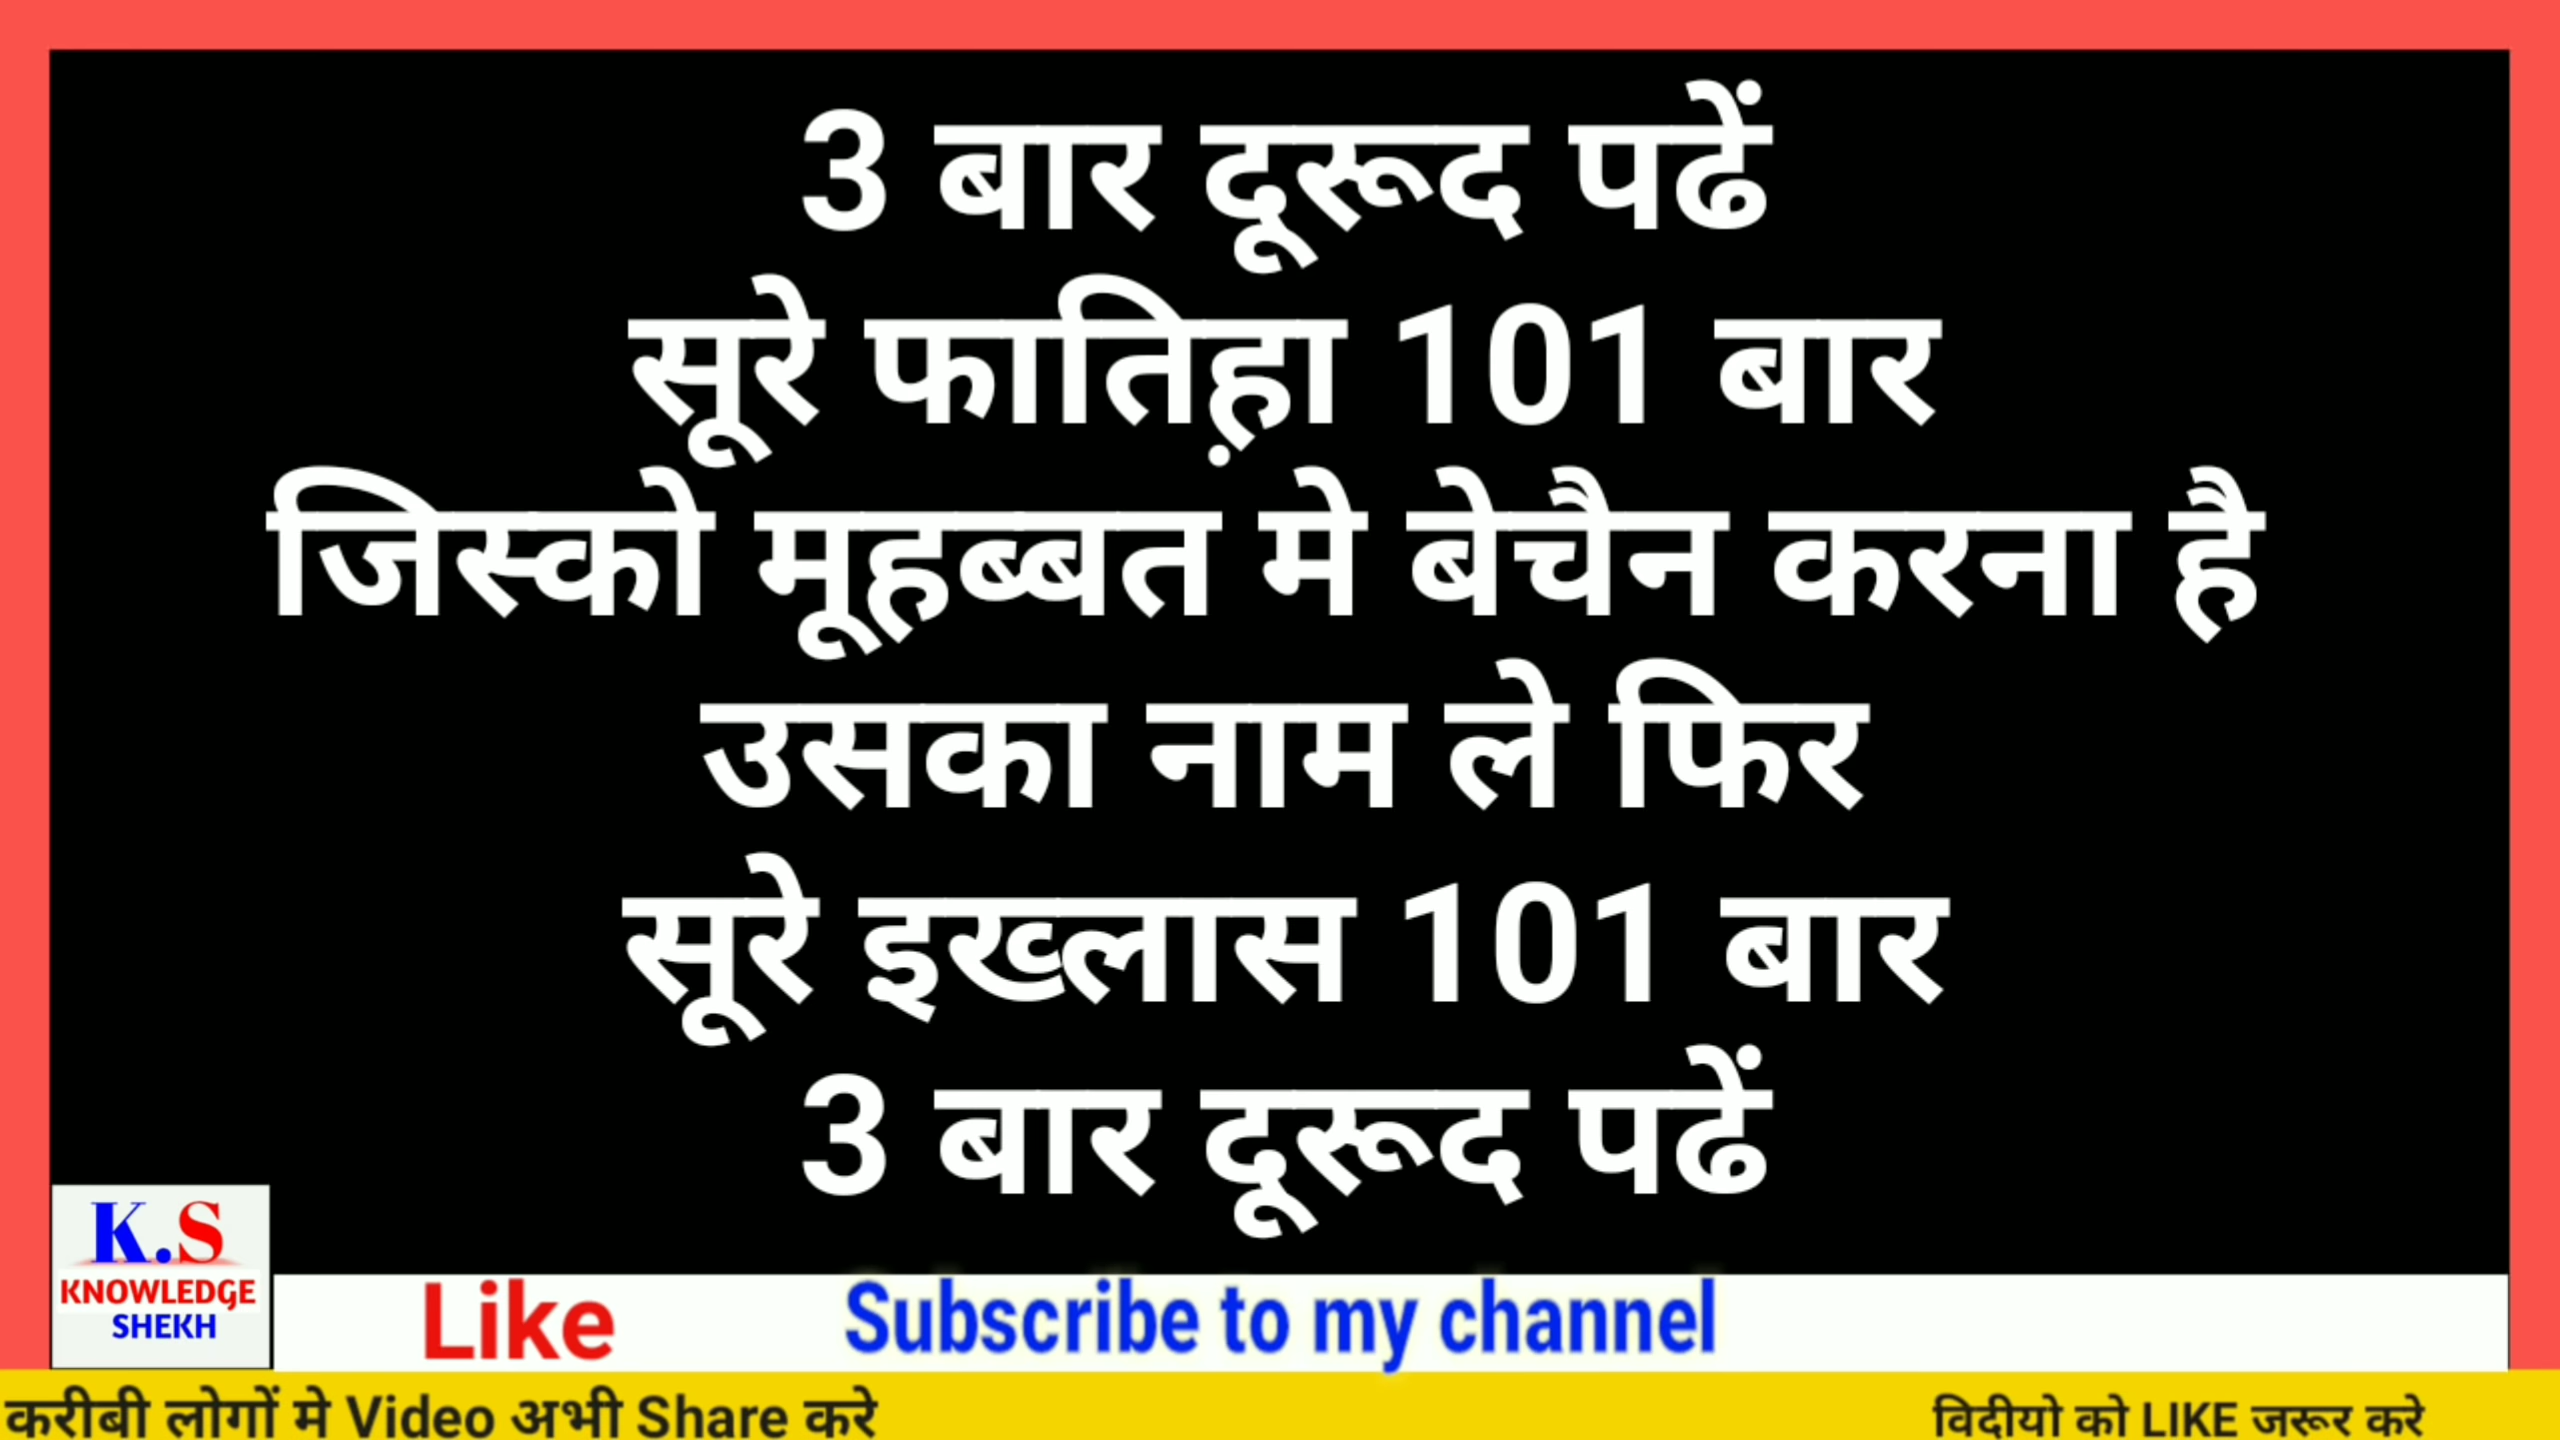 3 बार दूरूद पढें
सूरे फातिह़ा 101 बार
जिस्को मूहब्बत मे बेचैन करना है
उसका नाम ले फिर
सूरे इख्लास 101 बार
3 बार दूरूद पढें
K.S
KNOWLEDGE
SHEKH
Like
Subscribe to my channel
करीबी लोगों मे Video अभी Share करे
विदीयो को LIKE जरूर करे